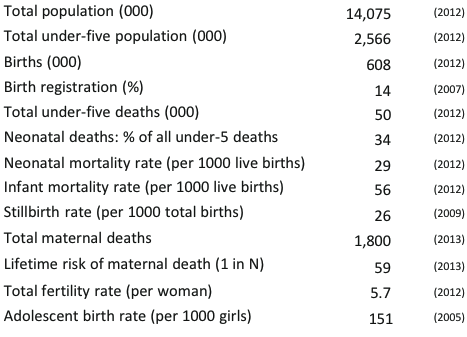 Total population (000) 14,075 (2012)
Total under-five population (000) 2,566 (2012)
Births (000) 608 (2012)
Birth registration (%) 14 (2007)
Total under-five deaths (000) 50 (2012)
Neonatal deaths: % of all under-5 deaths 34 (2012)
Neonatal mortality rate (per 1000 live births) 29 (2012)
Infant mortality rate (per 1000 live births) 56 (2012)
Stillbirth rate (per 1000 total births) 26 (2009)
Total maternal deaths 1,800 (2013)
Lifetime risk of maternal death (1 in N) 59 (2013)
Total fertility rate (per woman) 5.7 (2012)
Adolescent birth rate (per 1000 girls) 151 (2005)